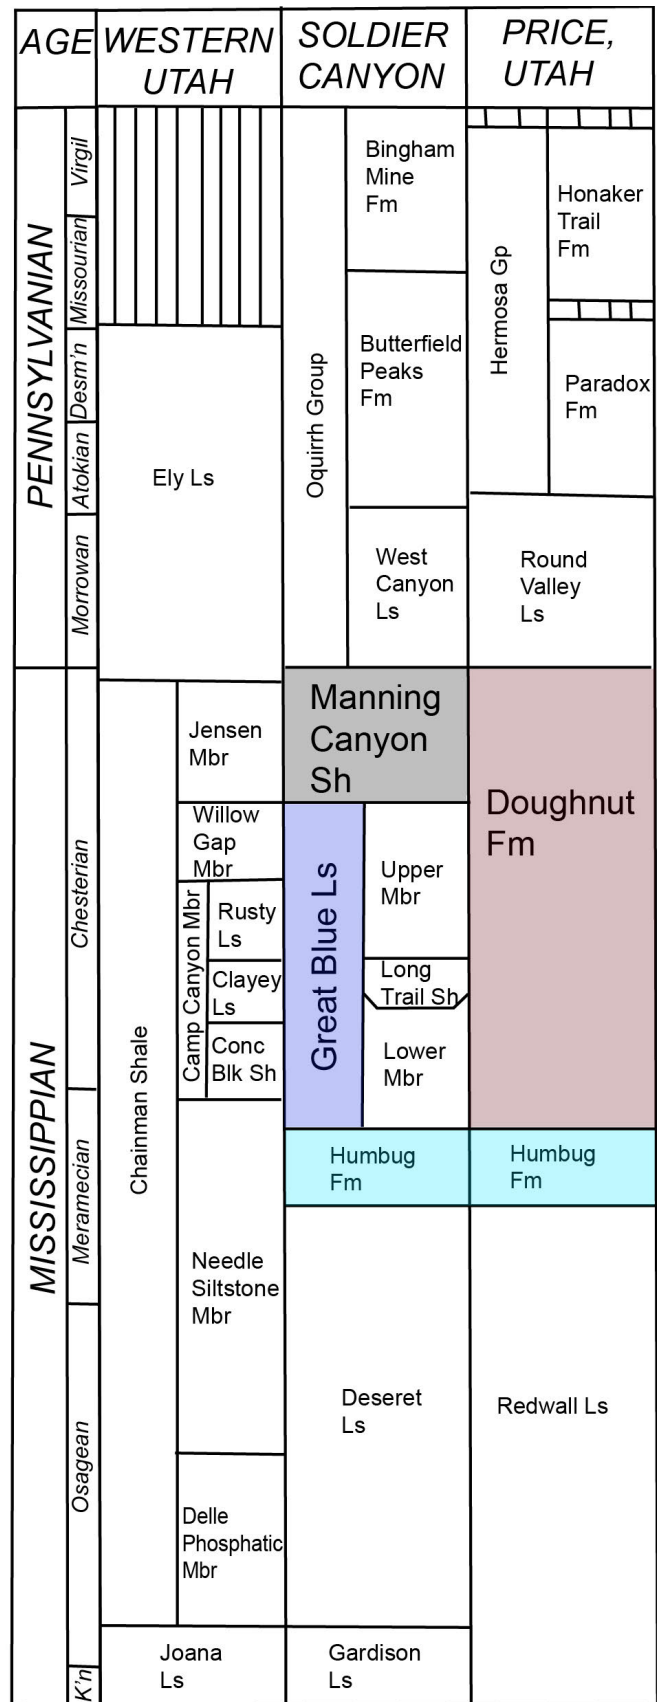 AGE
WESTERN
UTAH
SOLDIER
CANYON
PRICE,
UTAH
PENNSYLVANIAN
Virgil
Missourian
Desm'n
Atokian
Morrowan
MISSISSIPPIAN
Chesterian
Meramecian
Osagean
K'n
Ely Ls
Chainman Shale
Jensen
Mbr
Willow
Gap
Mbr
Camp Canyon Mbr
Rusty
Ls
Clayey
Ls
Conc
Blk Sh
Needle
Siltstone
Mbr
Delle
Phosphatic
Mbr
Joana
Ls
Oquirrh Group
Bingham
Mine
Fm
Butterfield
Peaks
Fm
West
Canyon
Ls
Manning
Canyon
Sh
Great Blue Ls
Upper
Mbr
Long
Trail Sh
Lower
Mbr
Humbug
Fm
Deseret
Ls
Gardison
Ls
Hermosa Gp
Honaker
Trail
Fm
Paradox
Fm
Round
Valley
Ls
Doughnut
Fm
Humbug
Fm
Redwall Ls